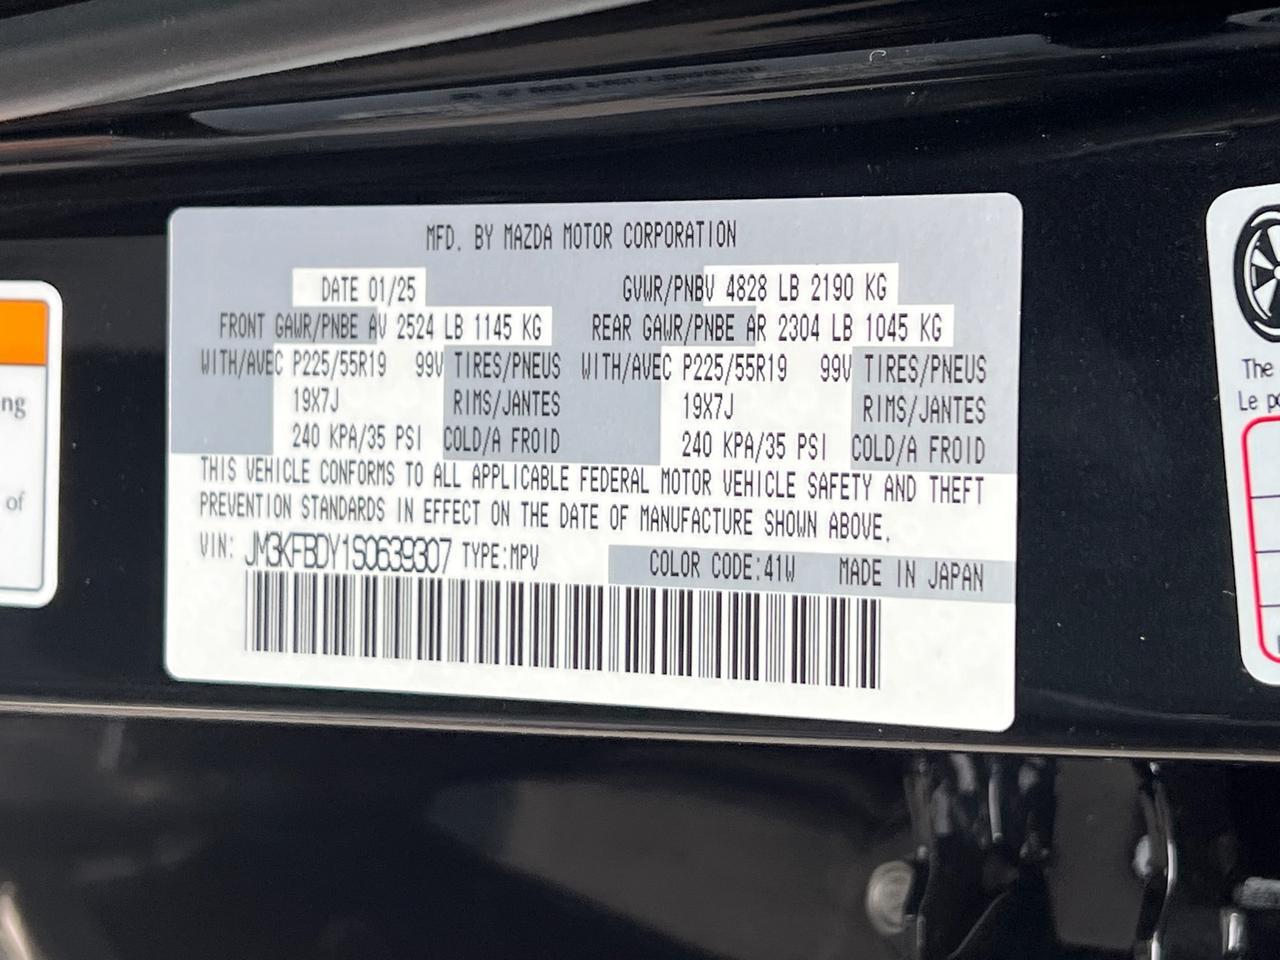 MFD. BY MAZDA MOTOR CORPORATION
DATE 01/25 GVWR/PNBV 4828 LB 2190 KG
FRONT GAWR/PNBE AV 2524 LB 1145 KG REAR GAWR/PNBE AR 2304 LB 1045 KG
WITH/AVEC P225/55R19 99V TIRES/PNEUS WITH/AVEC P225/55R19 99V TIRES/PNEUS
19X7J RIMS/JANTES 19X7J RIMS/JANTES
240 KPA/35 PSI COLD/A FROID 240 KPA/35 PSI COLD/A FROID
THIS VEHICLE CONFORMS TO ALL APPLICABLE FEDERAL MOTOR VEHICLE SAFETY AND THEFT
PREVENTION STANDARDS IN EFFECT ON THE DATE OF MANUFACTURE SHOWN ABOVE.
VIN: JM3KFBDY1S0639307 TYPE:MPV COLOR CODE:41W MADE IN JAPAN
ng
of
The
Le